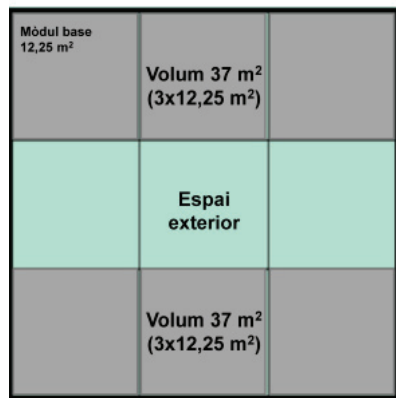 Mòdul base
12,25 m²
Volum 37 m²
(3x12,25 m²)
Espai
exterior
Volum 37 m²
(3x12,25 m²)